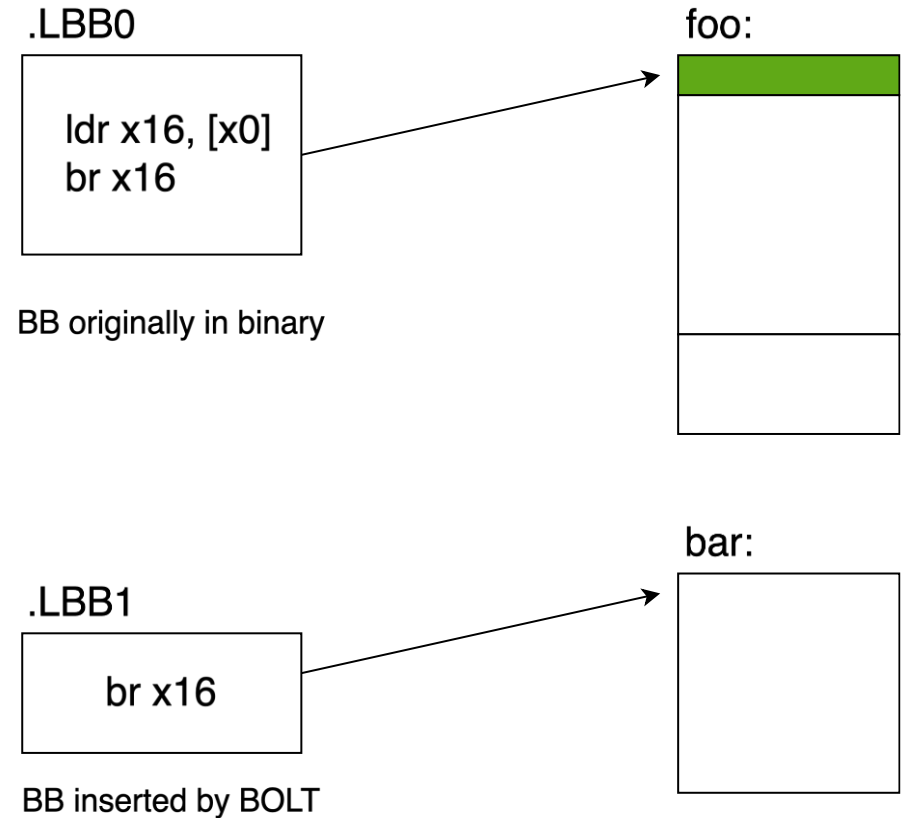 .LBB0
foo:
ldr x16, [x0]
br x16
BB originally in binary
bar:
.LBB1
br x16
BB inserted by BOLT